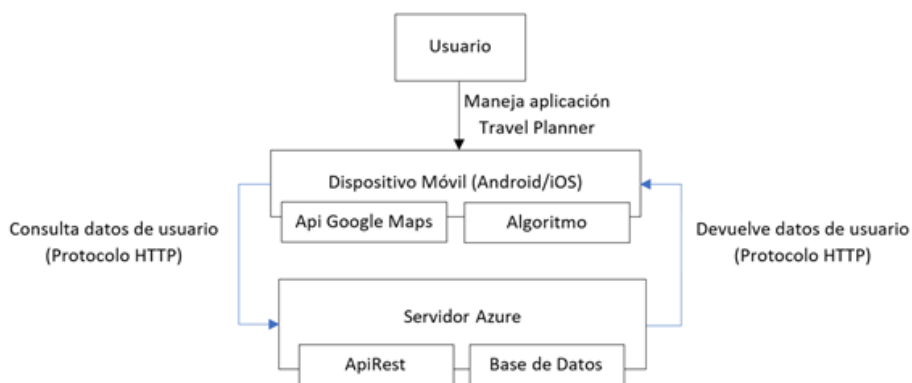 Usuario
Maneja aplicación
Travel Planner
Dispositivo Móvil (Android/iOS)
Api Google Maps
Algoritmo
Consulta datos de usuario
(Protocolo HTTP)
Devuelve datos de usuario
(Protocolo HTTP)
Servidor Azure
ApiRest
Base de Datos